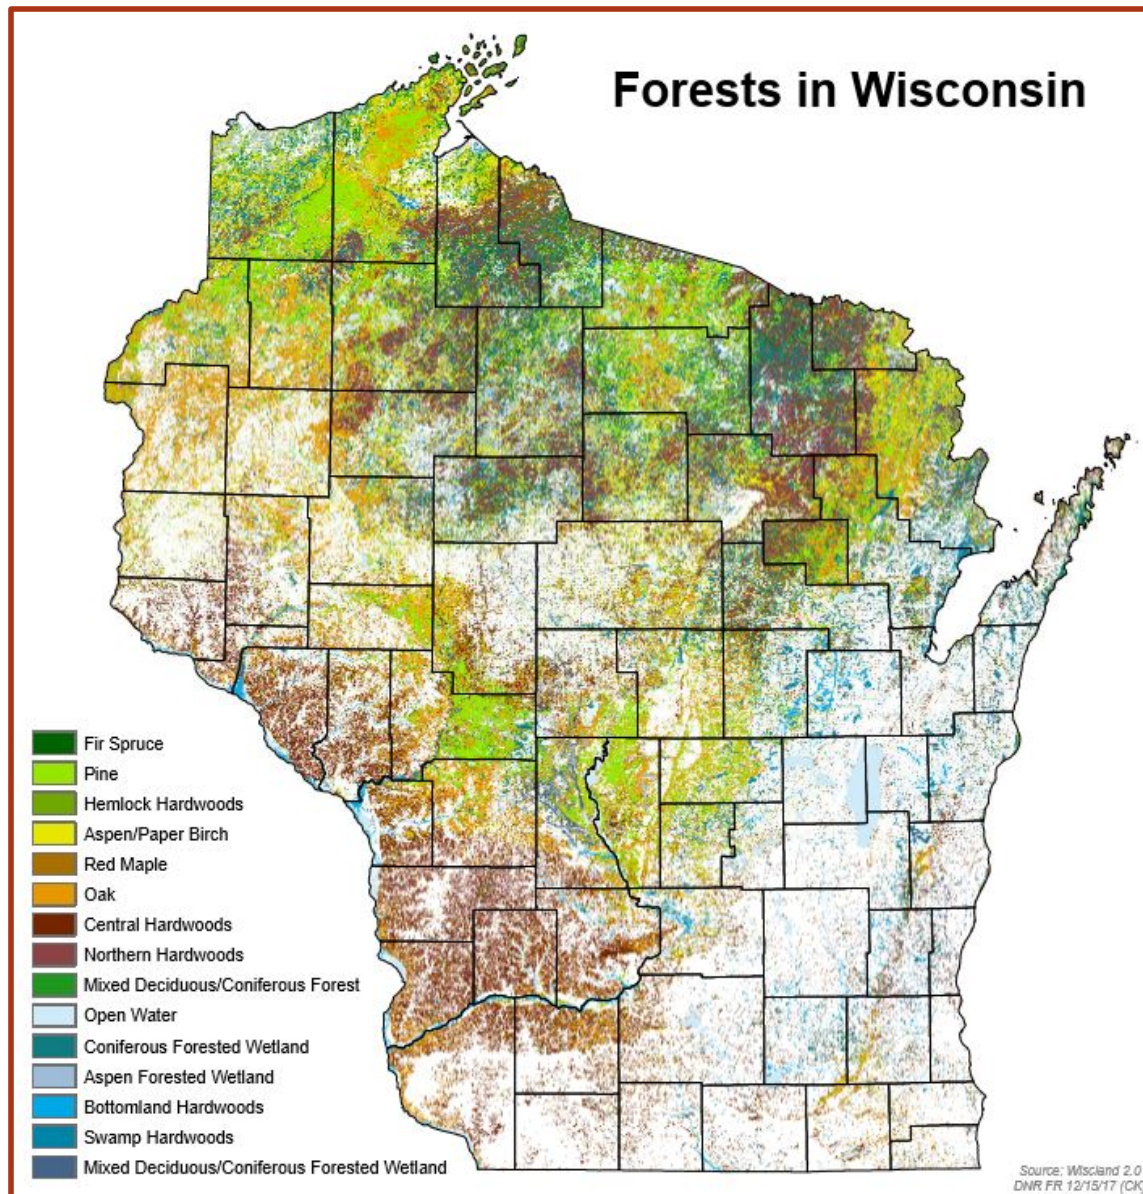 Forests in Wisconsin
Fir Spruce
Pine
Hemlock Hardwoods
Aspen/Paper Birch
Red Maple
Oak
Central Hardwoods
Northern Hardwoods
Mixed Deciduous/Coniferous Forest
Open Water
Coniferous Forested Wetland
Aspen Forested Wetland
Bottomland Hardwoods
Swamp Hardwoods
Mixed Deciduous/Coniferous Forested Wetland
Source: Wiscland 2.0
DNR FR 12/15/17 (CK)